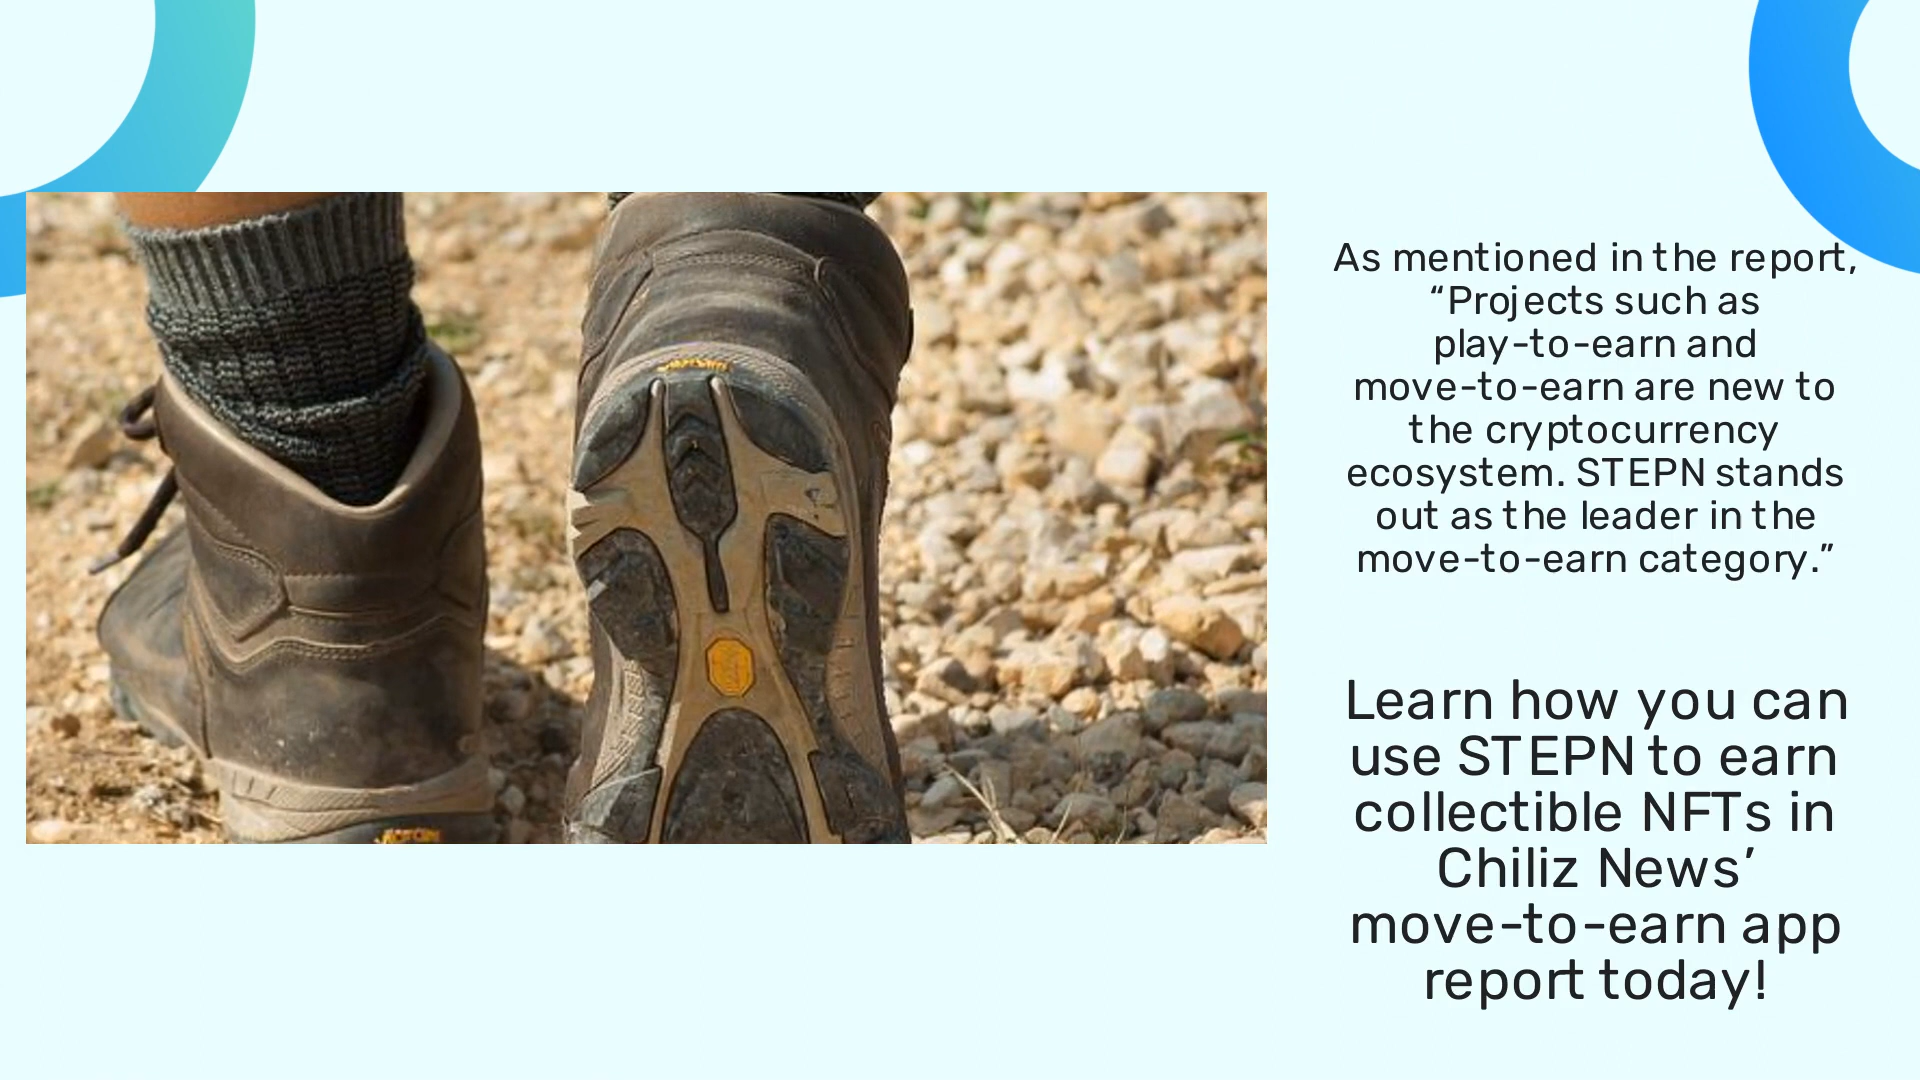 As mentioned in the report,
“Projects such as
play-to-earn and
move-to-earn are new to
the cryptocurrency
ecosystem. STEPN stands
out as the leader in the
move-to-earn category.”
Learn how you can
use STEPN to earn
collectible NFTs in
Chiliz News’
move-to-earn app
report today!